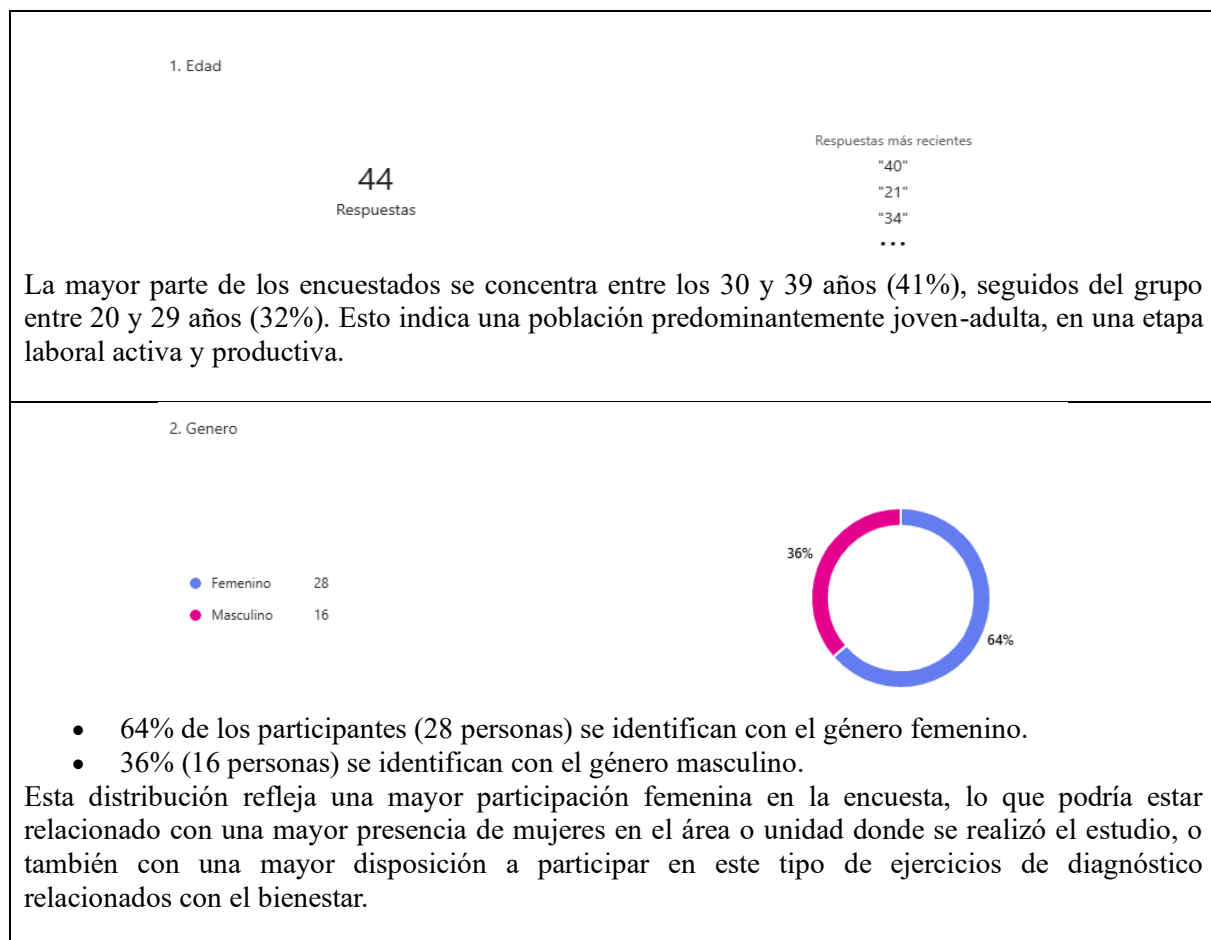 1. Edad
44
Respuestas
Respuestas más recientes
"40"
"21"
"34"
...
La mayor parte de los encuestados se concentra entre los 30 y 39 años (41%), seguidos del grupo
entre 20 y 29 años (32%). Esto indica una población predominantemente joven-adulta, en una etapa
laboral activa y productiva.
2. Genero
Femenino 28
Masculino 16
36%
64%
• 64% de los participantes (28 personas) se identifican con el género femenino.
• 36% (16 personas) se identifican con el género masculino.
Esta distribución refleja una mayor participación femenina en la encuesta, lo que podría estar
relacionado con una mayor presencia de mujeres en el área o unidad donde se realizó el estudio, o
también con una mayor disposición a participar en este tipo de ejercicios de diagnóstico
relacionados con el bienestar.